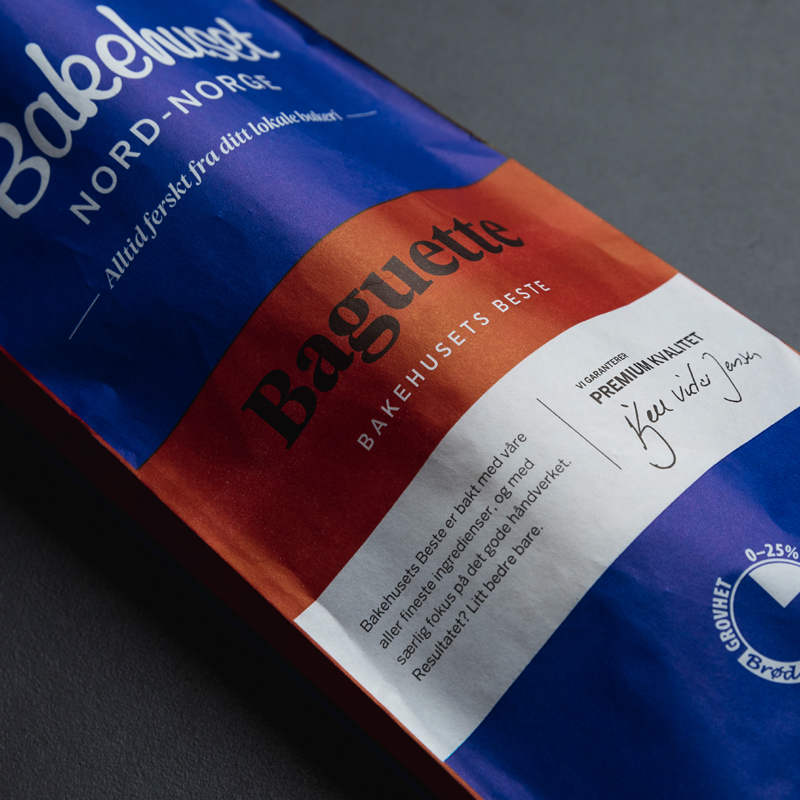 Bakehuset
NORD-NORGE
Alltid ferskt fra ditt lokale bakeri
Baguette
BAKEHUSETS BESTE
VI GARANTERER
PREMIUM KVALITET
Bakehusets Beste er bakt med våre
aller fineste ingredienser, og med
særlig fokus på det gode håndverket.
Resultatet? Litt bedre bare.
0–25%
GROVHET
Brød